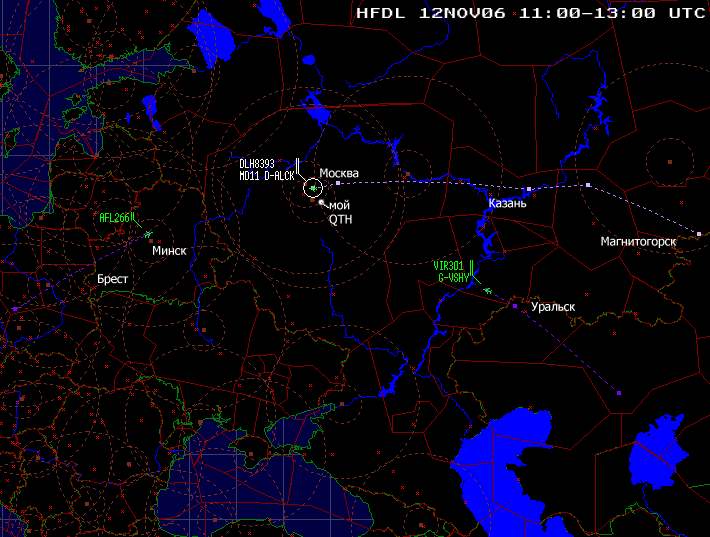 HFDL 12NOV06 11:00-13:00 UTC
DLH8393
MD11 D-ALCK
Москва
мой
QTH
Казань
AFL266
Минск
Магнитогорск
VIR301
G-VSHY
Брест
Уральск